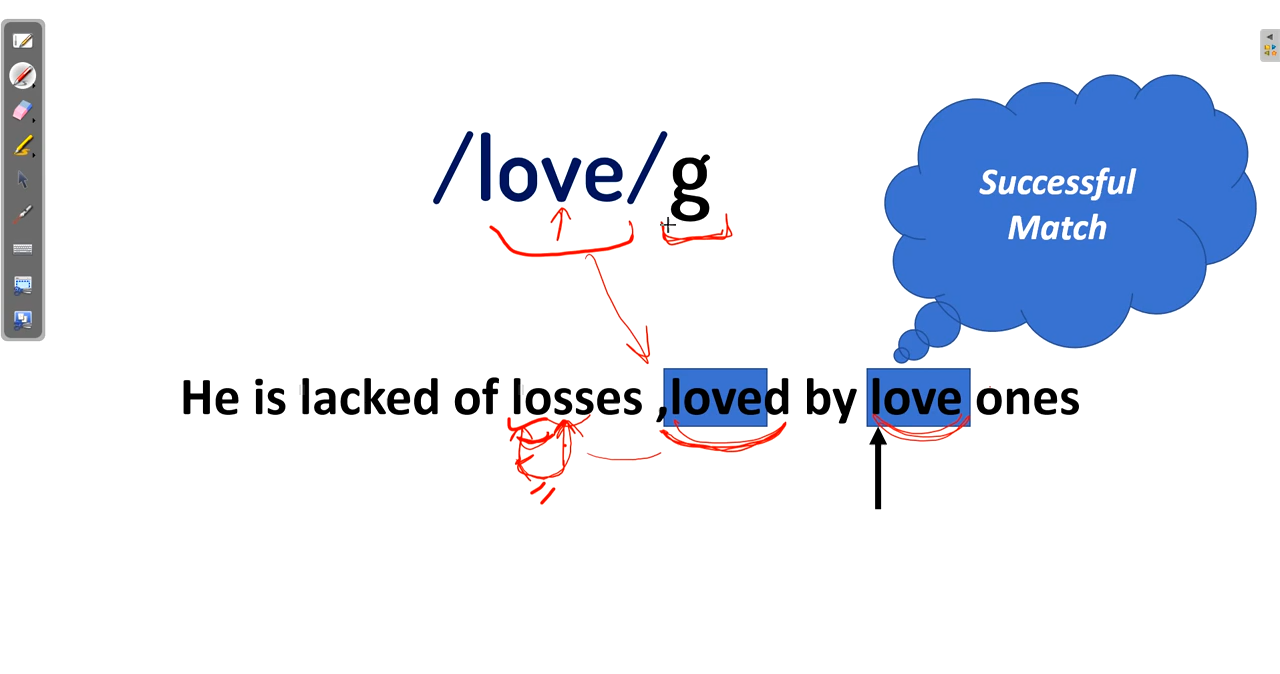 /love/g
Successful
Match
He is lacked of losses ,loved by love ones